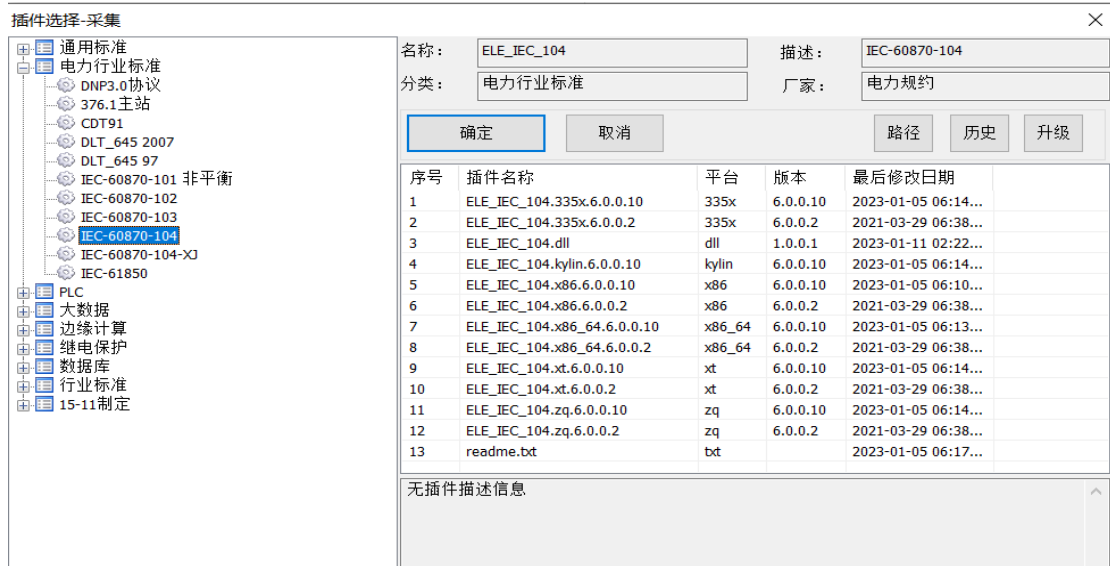 插件选择-采集
通用标准
电力行业标准
DNP3.0协议
376.1主站
CDT91
DLT_645 2007
DLT_645 97
IEC-60870-101 非平衡
IEC-60870-102
IEC-60870-103
IEC-60870-104
IEC-60870-104-XJ
IEC-61850
PLC
大数据
边缘计算
继电保护
数据库
行业标准
15-11制定
名称： ELE_IEC_104 描述： IEC-60870-104
分类： 电力行业标准 厂家： 电力规约
确定 取消 路径 历史 升级
序号 插件名称 平台 版本 最后修改日期
1 ELE_IEC_104.335x.6.0.0.10 335x 6.0.0.10 2023-01-05 06:14...
2 ELE_IEC_104.335x.6.0.0.2 335x 6.0.0.2 2021-03-29 06:38...
3 ELE_IEC_104.dll dll 1.0.0.1 2023-01-11 02:22...
4 ELE_IEC_104.kylin.6.0.0.10 kylin 6.0.0.10 2023-01-05 06:14...
5 ELE_IEC_104.x86.6.0.0.10 x86 6.0.0.10 2023-01-05 06:10...
6 ELE_IEC_104.x86.6.0.0.2 x86 6.0.0.2 2021-03-29 06:38...
7 ELE_IEC_104.x86_64.6.0.0.10 x86_64 6.0.0.10 2023-01-05 06:13...
8 ELE_IEC_104.x86_64.6.0.0.2 x86_64 6.0.0.2 2021-03-29 06:38...
9 ELE_IEC_104.xt.6.0.0.10 xt 6.0.0.10 2023-01-05 06:14...
10 ELE_IEC_104.xt.6.0.0.2 xt 6.0.0.2 2021-03-29 06:38...
11 ELE_IEC_104.zq.6.0.0.10 zq 6.0.0.10 2023-01-05 06:14...
12 ELE_IEC_104.zq.6.0.0.2 zq 6.0.0.2 2021-03-29 06:38...
13 readme.txt txt 2023-01-05 06:17...
无插件描述信息